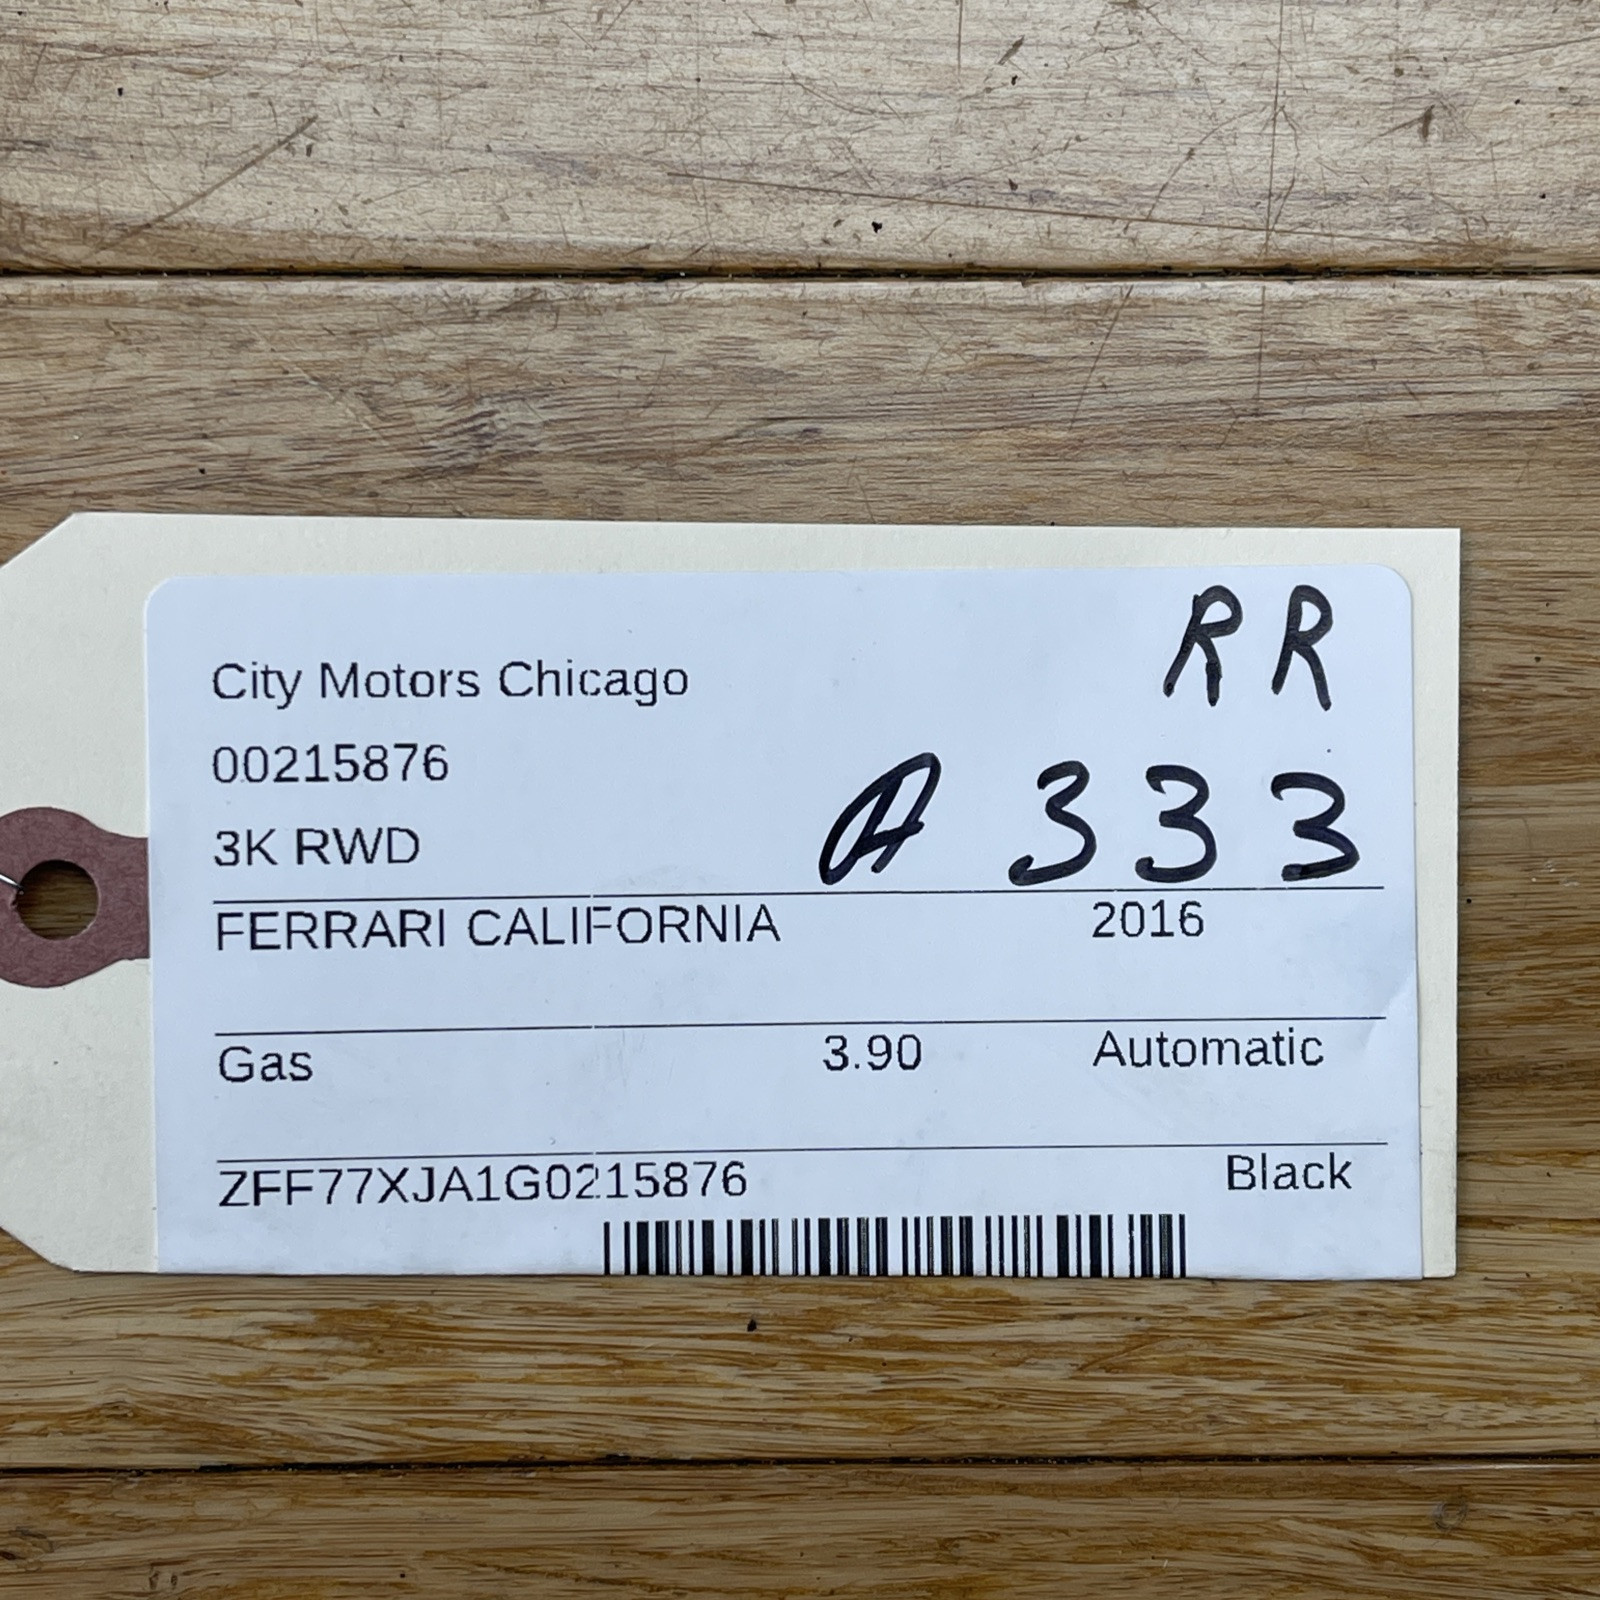 RR
City Motors Chicago
00215876
A 333
3K RWD
FERRARI CALIFORNIA 2016
Gas 3.90 Automatic
ZFF77XJA1G0215876 Black